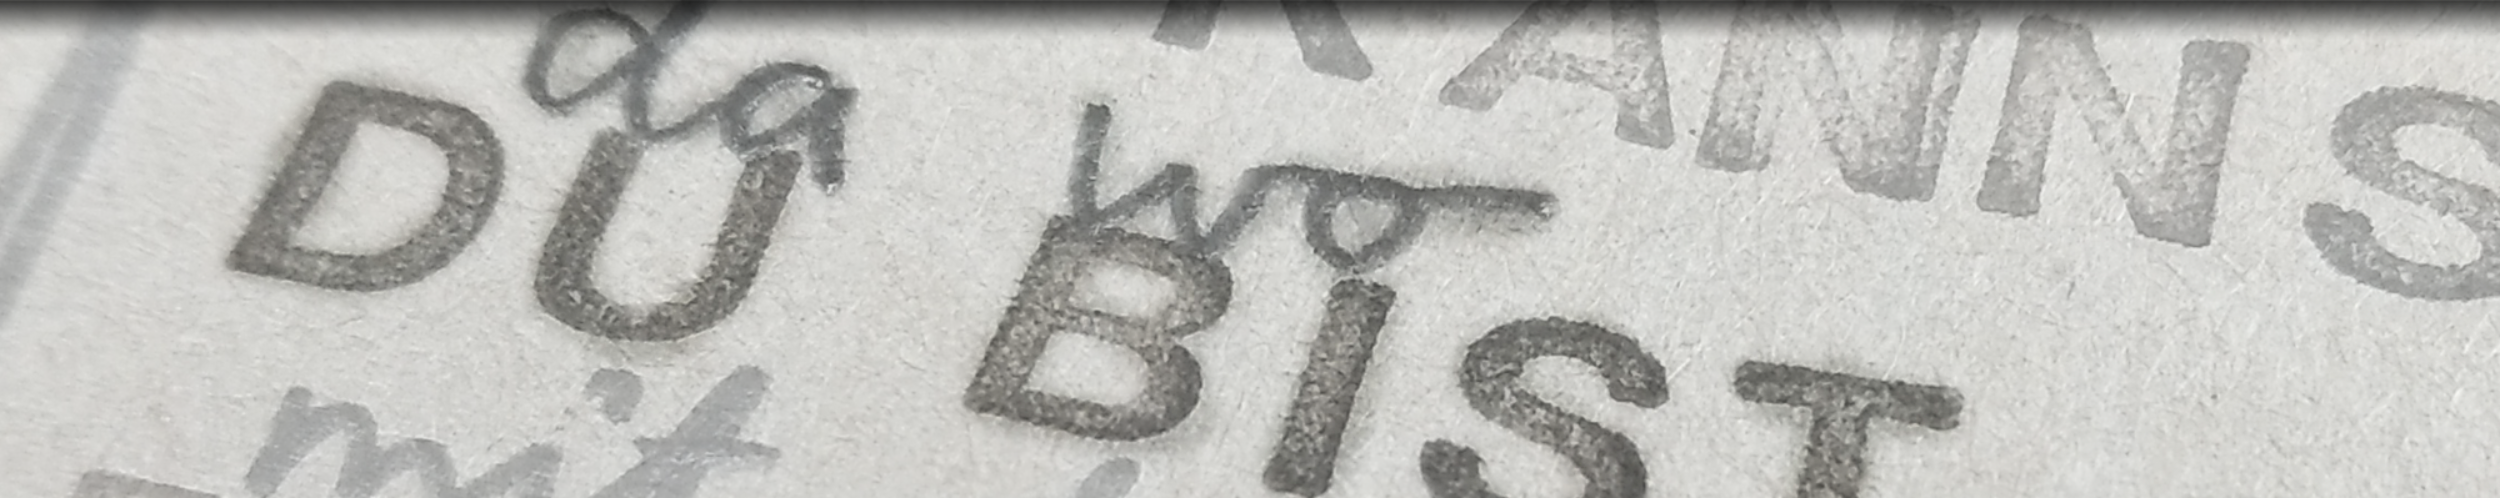 KANNS
da wo
DU BIST
mit